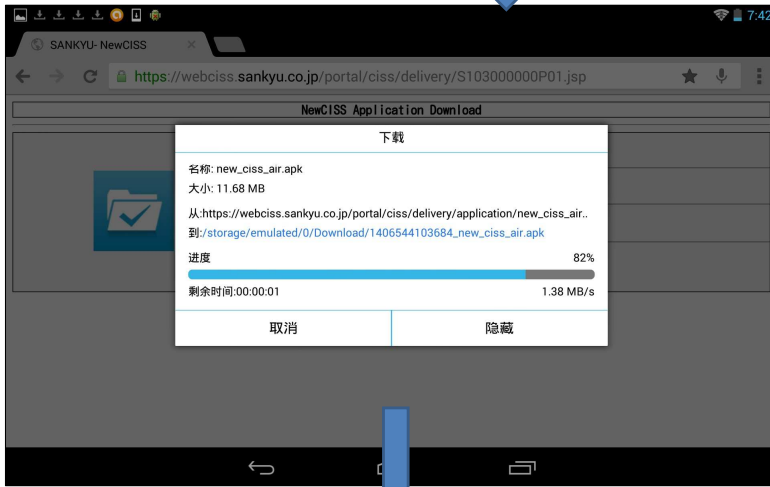 7:42
SANKYU- NewCISS
https://webciss.sankyu.co.jp/portal/ciss/delivery/S103000000P01.jsp
NewCISS Application Download
下载
名称: new_ciss_air.apk
大小: 11.68 MB
从:https://webciss.sankyu.co.jp/portal/ciss/delivery/application/new_ciss_air..
到:/storage/emulated/0/Download/1406544103684_new_ciss_air.apk
进度 82%
剩余时间:00:00:01 1.38 MB/s
取消 隐藏